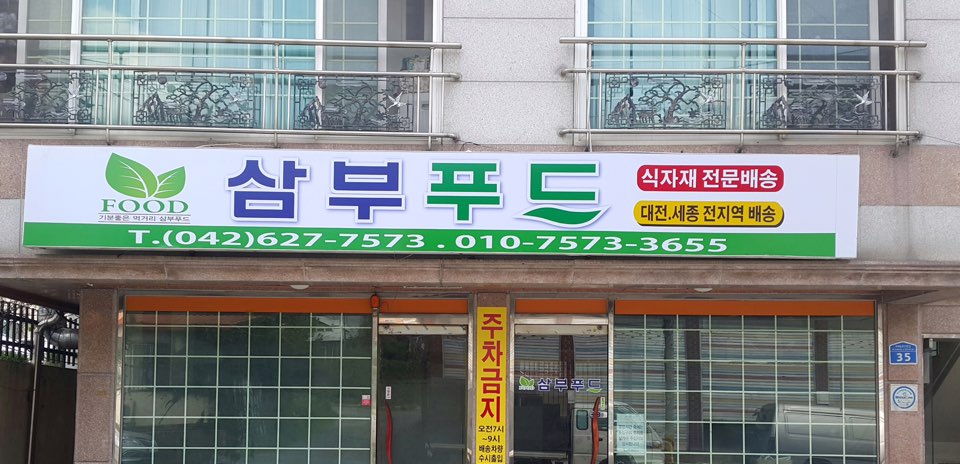 FOOD
기분좋은 먹거리 삼부푸드
삼부푸드
식자재 전문배송
대전.세종 전지역 배송
T.(042)627-7573 . 010-7573-3655
주차금지
오전7시
~9시
배송차량
수시출입
FOOD
삼부푸드
35